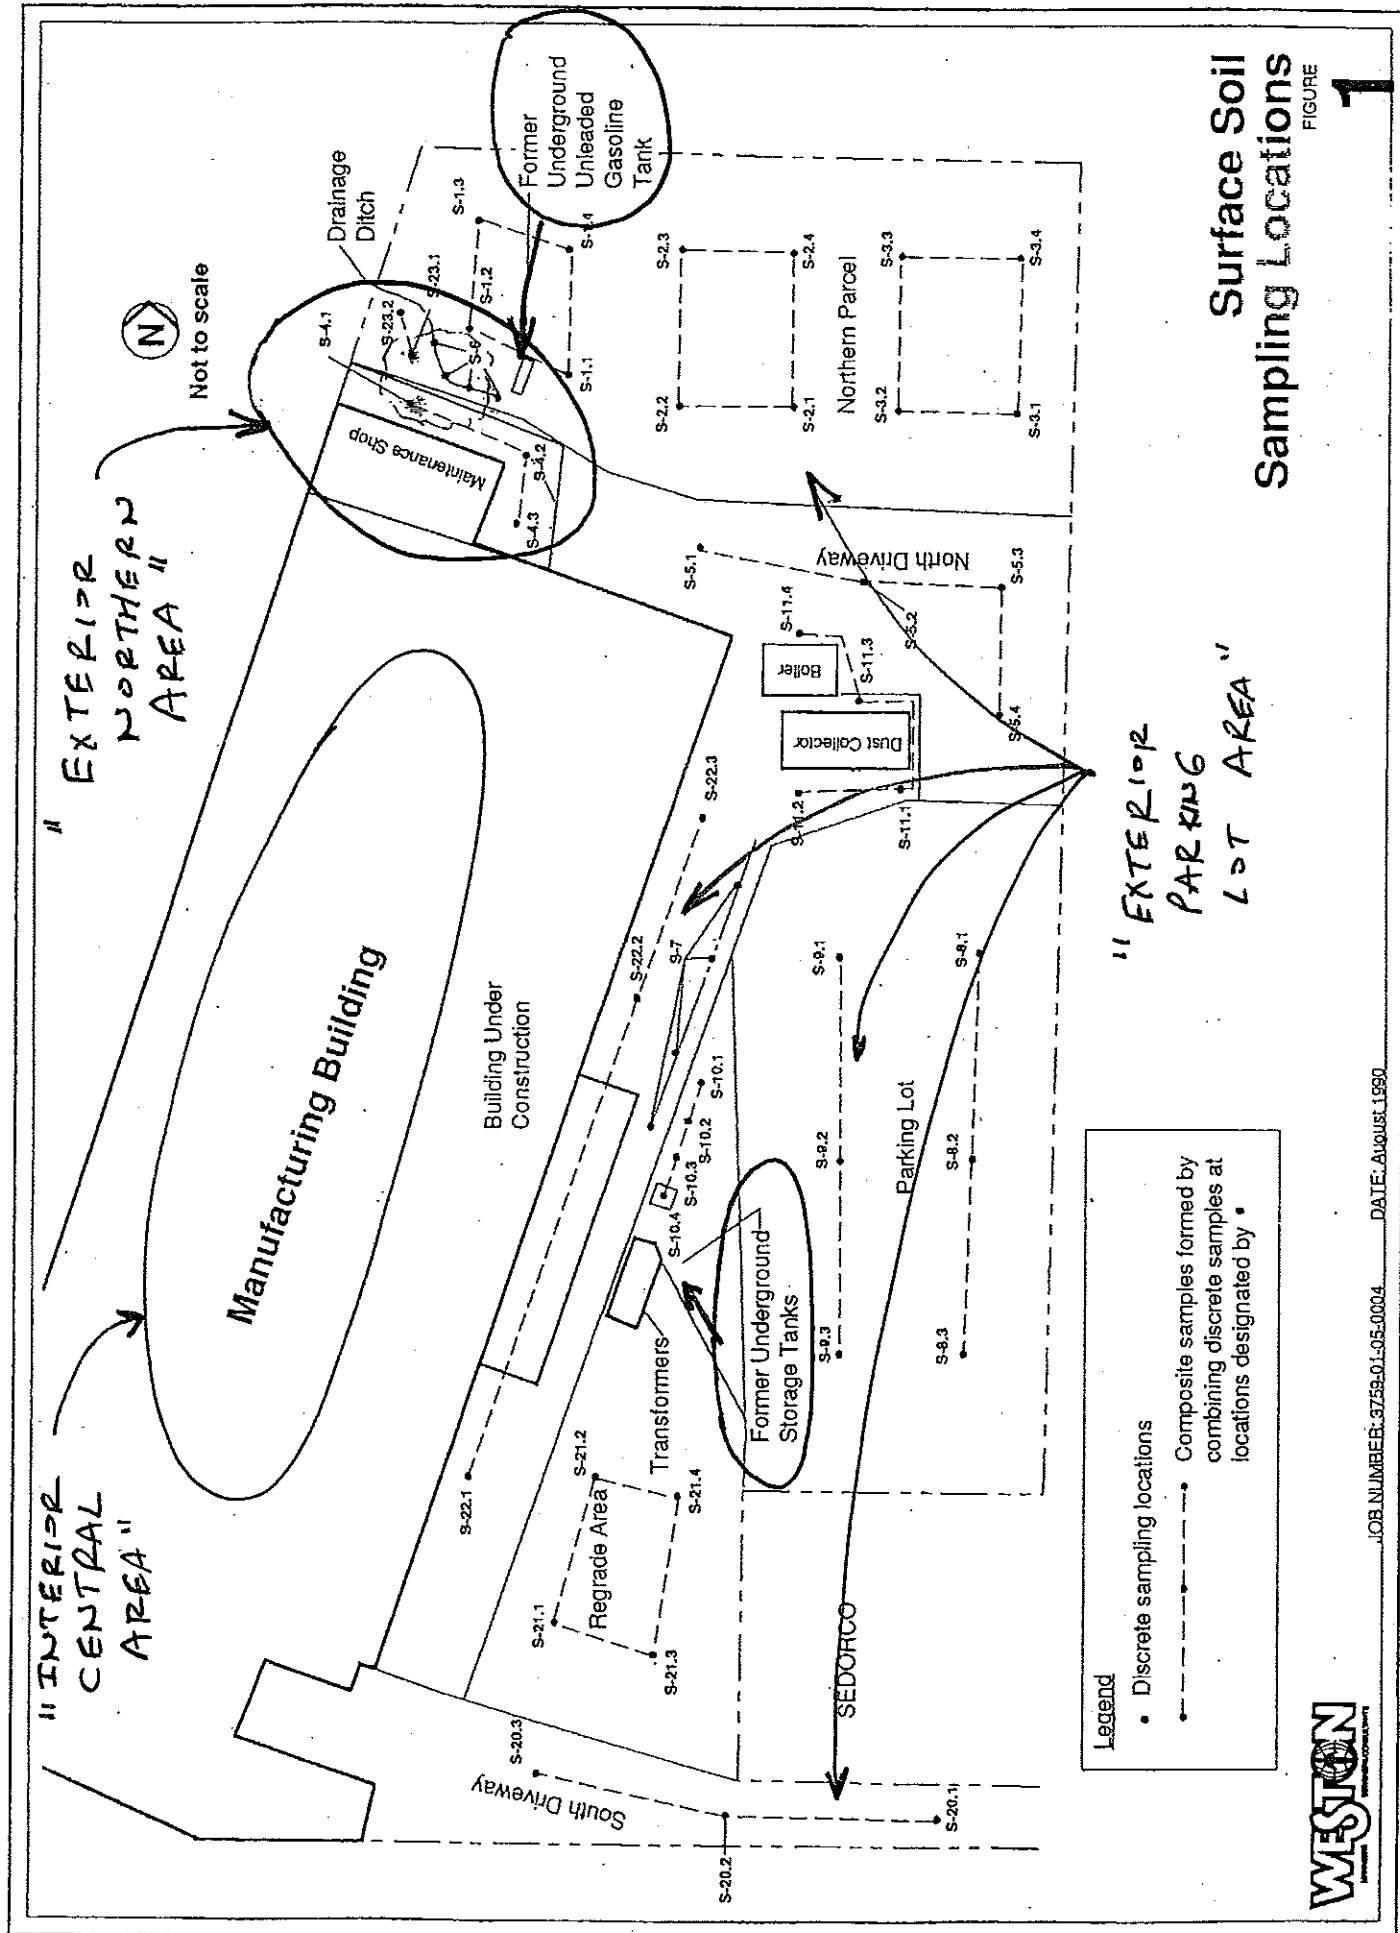 " EXTERIOR
NORTHERN
AREA "
N
Not to scale
Drainage
Ditch
Former
Underground
Unleaded
Gasoline
Tank
S-4.1
S-23.2
S-23.1
S-6
S-1.2
S-1.3
S-1.4
S-1.1
Maintenance Shop
S-4.2
S-4.3
S-2.3
S-2.4
S-2.2
S-2.1
Northern Parcel
S-3.3
S-3.4
S-3.2
S-3.1
"INTERIOR
CENTRAL
AREA"
Manufacturing Building
Building Under
Construction
S-5.1
North Driveway
S-5.2
S-5.3
S-5.4
S-11.4
S-11.3
Boiler
Dust Collector
S-11.2
S-11.1
S-22.3
S-22.2
S-22.1
S-7
S-10.1
S-10.2
S-10.3
S-10.4
Former Underground
Storage Tanks
Transformers
S-21.2
S-21.4
S-21.1
S-21.3
Regrade Area
S-9.1
S-9.2
S-9.3
Parking Lot
S-8.1
S-8.2
S-8.3
SEDORCO
S-20.3
South Driveway
S-20.2
S-20.1
" EXTERIOR
PARKING
LOT AREA"
Legend
• Discrete sampling locations
Composite samples formed by
combining discrete samples at
locations designated by •
Surface Soil
Sampling Locations
FIGURE
1
WESTON
JOB NUMBER: 3759-01-05-0004 DATE: August 1990